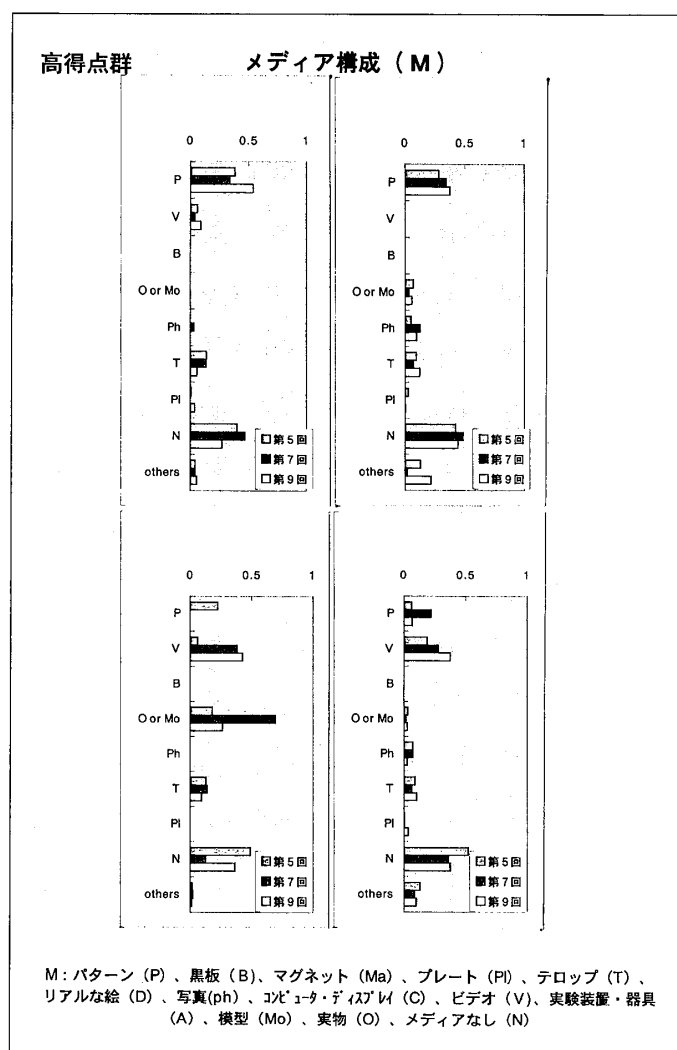 高得点群 メディア構成（M）
0 0.5 1
P
V
B
O or Mo
Ph
T
Pl
N
others
第5回
第7回
第9回
0 0.5 1
P
V
B
O or Mo
Ph
T
Pl
N
others
第5回
第7回
第9回
0 0.5 1
P
V
B
O or Mo
Ph
T
Pl
N
others
第5回
第7回
第9回
0 0.5 1
P
V
B
O or Mo
Ph
T
Pl
N
others
第5回
第7回
第9回
M：パターン（P）、黒板（B）、マグネット（Ma）、プレート（Pl）、テロップ（T）、
リアルな絵（D）、写真(ph）、ｺﾝﾋﾟｭｰﾀ・ﾃﾞｨｽﾌﾟﾚｲ（C）、ビデオ（V）、実験装置・器具
（A）、模型（Mo）、実物（O）、メディアなし（N）